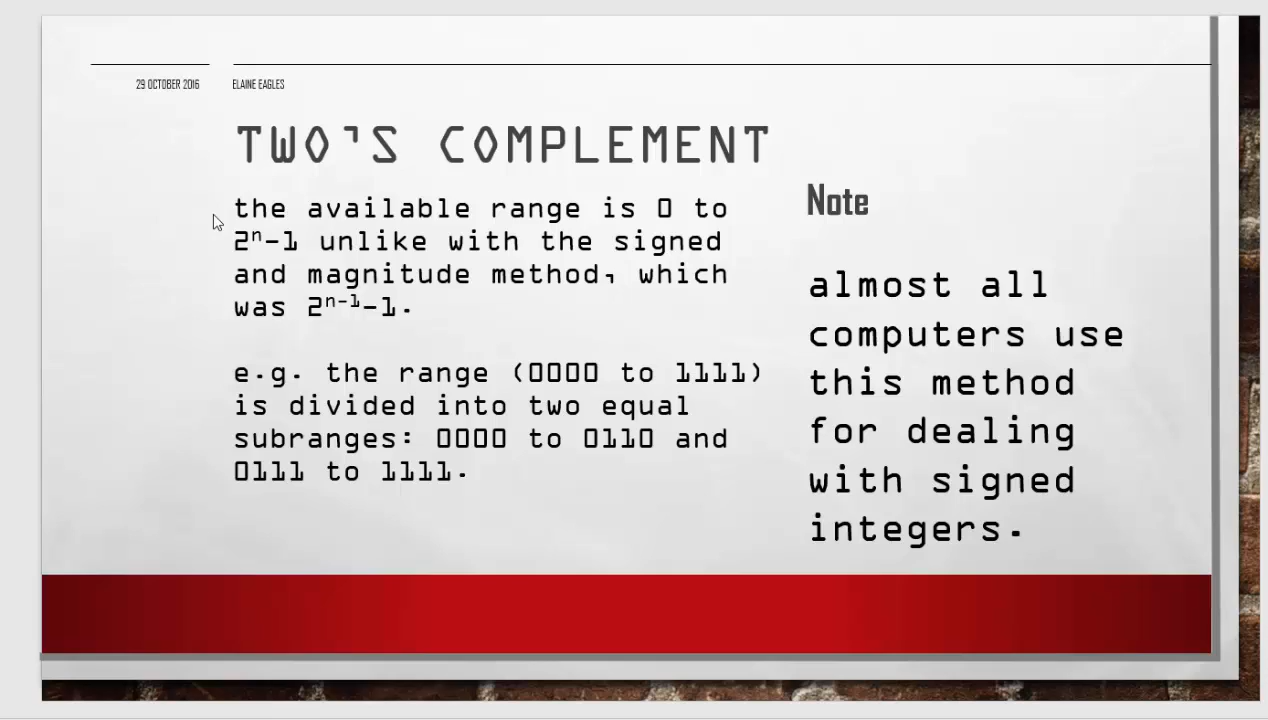 29 OCTOBER 2016
ELAINE EAGLES
TWO'S COMPLEMENT
the available range is 0 to
2ⁿ-1 unlike with the signed
and magnitude method, which
was 2ⁿ⁻¹-1.
e.g. the range (0000 to 1111)
is divided into two equal
subranges: 0000 to 0110 and
0111 to 1111.
Note
almost all
computers use
this method
for dealing
with signed
integers.